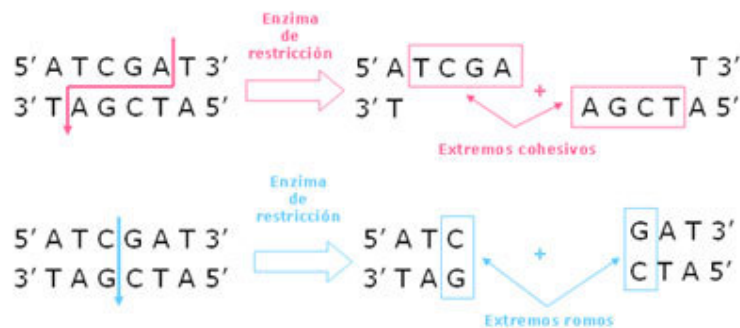 Enzima
de
restricción
5' A T C G A T 3'
3' T A G C T A 5'
5' A T C G A
3' T
+
T 3'
A G C T A 5'
Extremos cohesivos
Enzima
de
restricción
5' A T C G A T 3'
3' T A G C T A 5'
5' A T C
3' T A G
+
G A T 3'
C T A 5'
Extremos romos